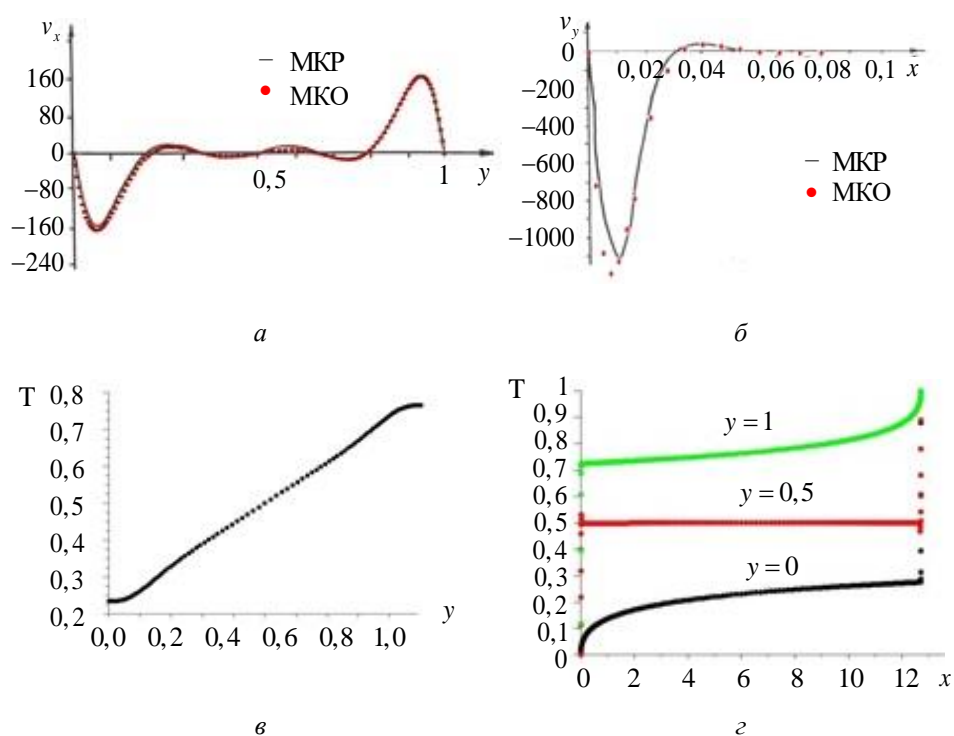 v_x
160
80
0
−80
−160
−240
0,5
1
y
− МКР
● МКО
а
v_y
0
−200
−400
−600
−800
−1000
0,02 0,04 0,06 0,08 0,1 x
− МКР
● МКО
б
T
0,8
0,7
0,6
0,5
0,4
0,3
0,2
0,0 0,2 0,4 0,6 0,8 1,0
y
в
T
1
0,9
0,8
0,7
0,6
0,5
0,4
0,3
0,2
0,1
0
y = 1
y = 0,5
y = 0
0 2 4 6 8 10 12 x
г